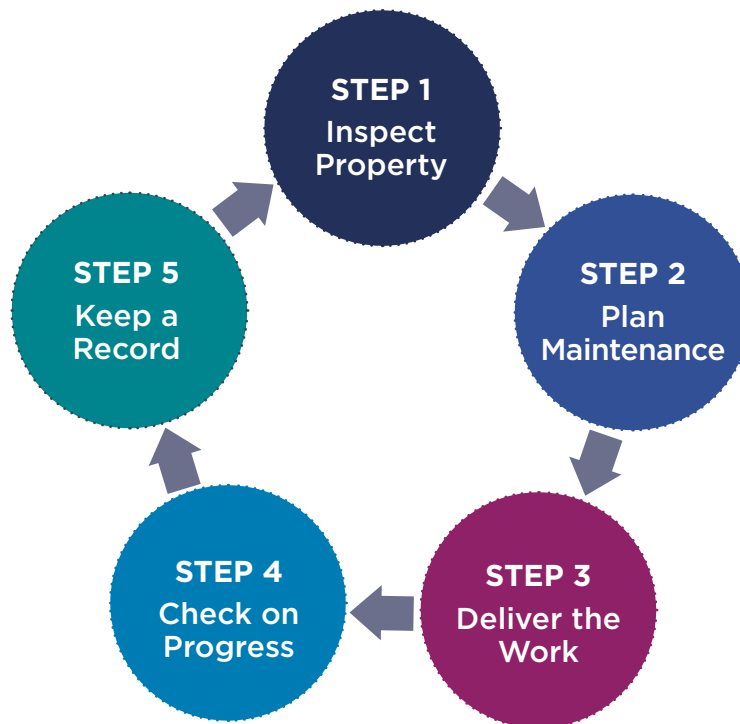 STEP 1
Inspect
Property
STEP 2
Plan
Maintenance
STEP 3
Deliver the
Work
STEP 4
Check on
Progress
STEP 5
Keep a
Record